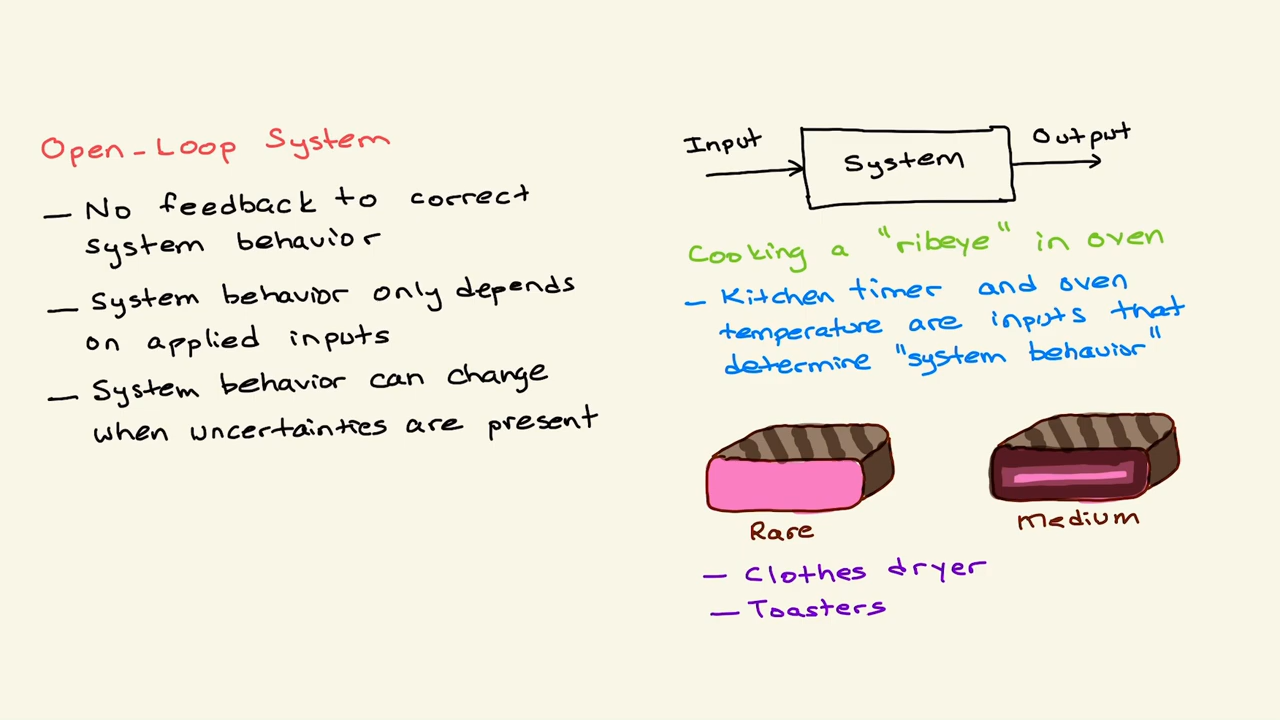 Open-Loop System
– No feedback to correct
system behavior
– System behavior only depends
on applied inputs
– System behavior can change
when uncertainties are present
Input
System
Output
Cooking a "ribeye" in oven
– Kitchen timer and oven
temperature are inputs that
determine "system behavior"
Rare
Medium
– Clothes dryer
– Toasters